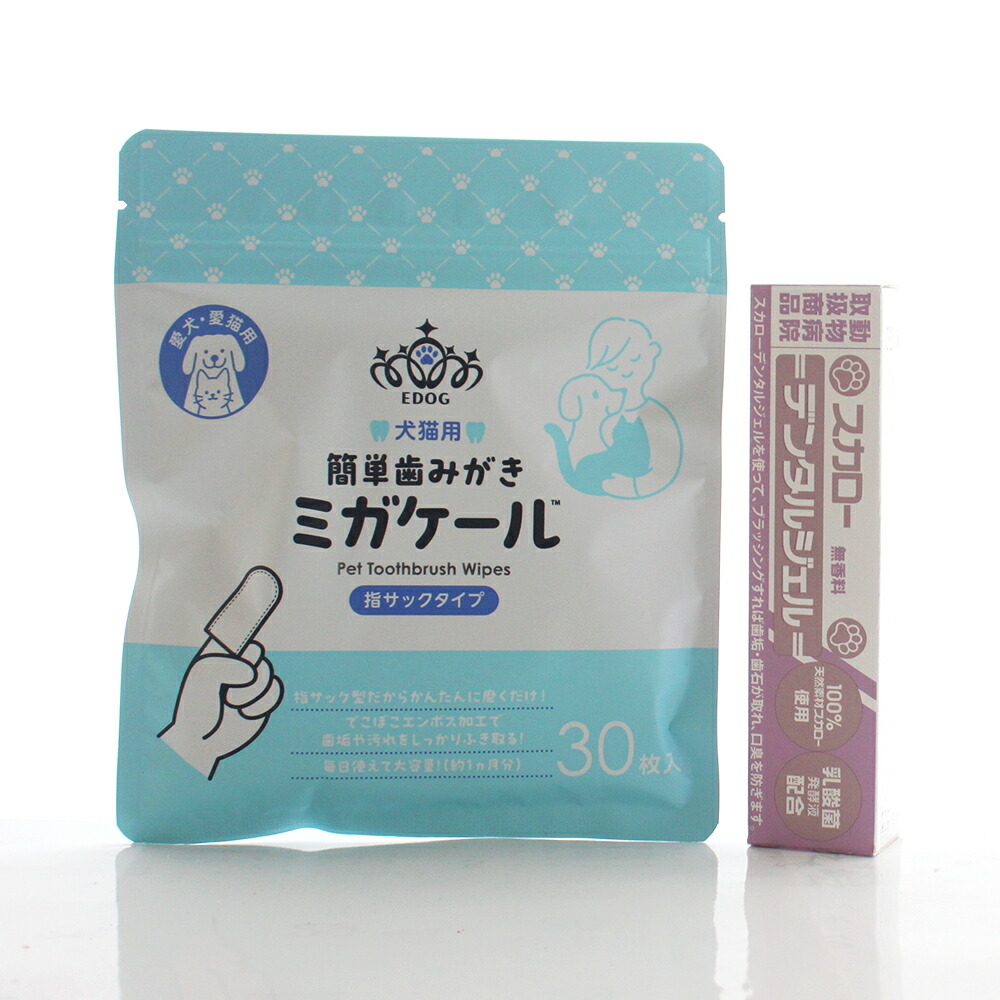 愛犬・愛猫用
EDOG
犬猫用
簡単歯みがき
ミガケール™
Pet Toothbrush Wipes
指サックタイプ
指サック型だからかんたんに磨くだけ！
でこぼこエンボス加工で
歯垢や汚れをしっかりふき取る！
毎日使えて大容量！（約1ヵ月分）
30枚入
動物病院
取扱商品
スカロー
無香料
デンタルジェル
100%
天然素材スカロー
使用
乳酸菌
発酵液
配合
スカローデンタルジェルを使って、ブラッシングすれば歯垢・歯石が取れ、口臭を防ぎます。